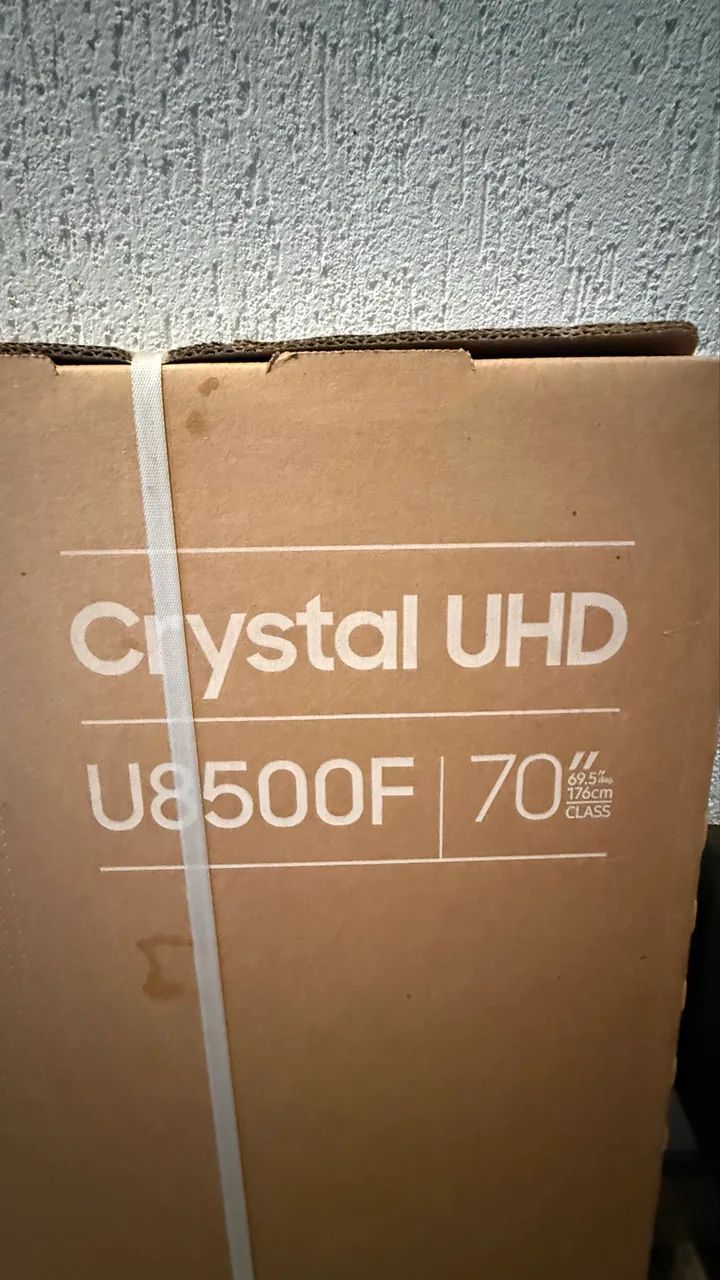 Crystal UHD
U8500F | 70″
69.5″diag.
176cm
CLASS